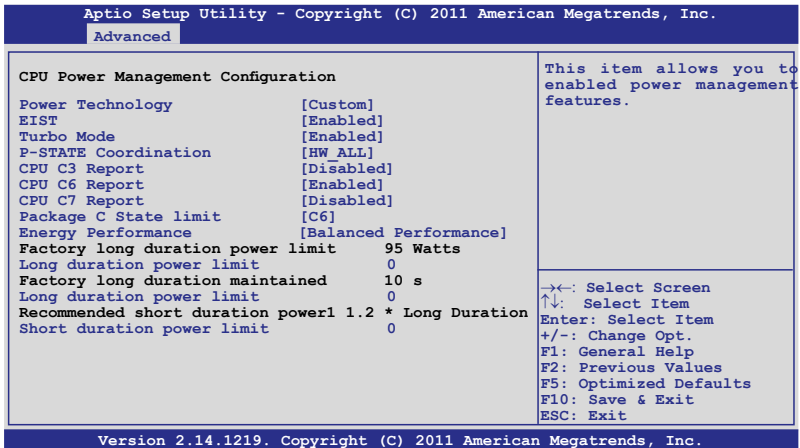 Aptio Setup Utility - Copyright (C) 2011 American Megatrends, Inc.
Advanced
CPU Power Management Configuration
Power Technology [Custom]
EIST [Enabled]
Turbo Mode [Enabled]
P-STATE Coordination [HW_ALL]
CPU C3 Report [Disabled]
CPU C6 Report [Enabled]
CPU C7 Report [Disabled]
Package C State limit [C6]
Energy Performance [Balanced Performance]
Factory long duration power limit 95 Watts
Long duration power limit 0
Factory long duration maintained 10 s
Long duration power limit 0
Recommended short duration power1 1.2 * Long Duration
Short duration power limit 0
This item allows you to
enabled power management
features.
→←: Select Screen
↑↓: Select Item
Enter: Select Item
+/-: Change Opt.
F1: General Help
F2: Previous Values
F5: Optimized Defaults
F10: Save & Exit
ESC: Exit
Version 2.14.1219. Copyright (C) 2011 American Megatrends, Inc.